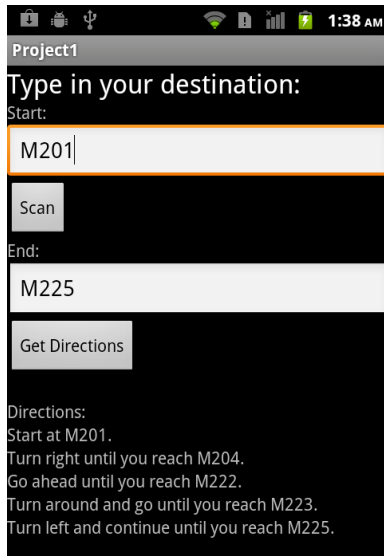 1:38 AM
Project1
Type in your destination:
Start:
M201
Scan
End:
M225
Get Directions
Directions:
Start at M201.
Turn right until you reach M204.
Go ahead until you reach M222.
Turn around and go until you reach M223.
Turn left and continue until you reach M225.